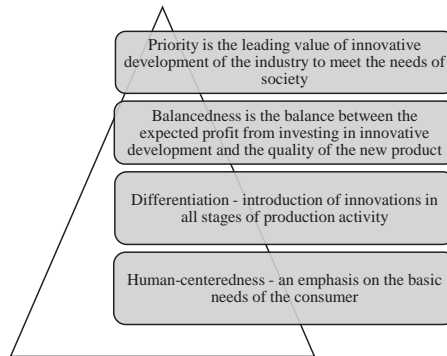 Priority is the leading value of innovative
development of the industry to meet the needs of
society
Balancedness is the balance between the
expected profit from investing in innovative
development and the quality of the new product
Differentiation - introduction of innovations in
all stages of production activity
Human-centeredness - an emphasis on the basic
needs of the consumer